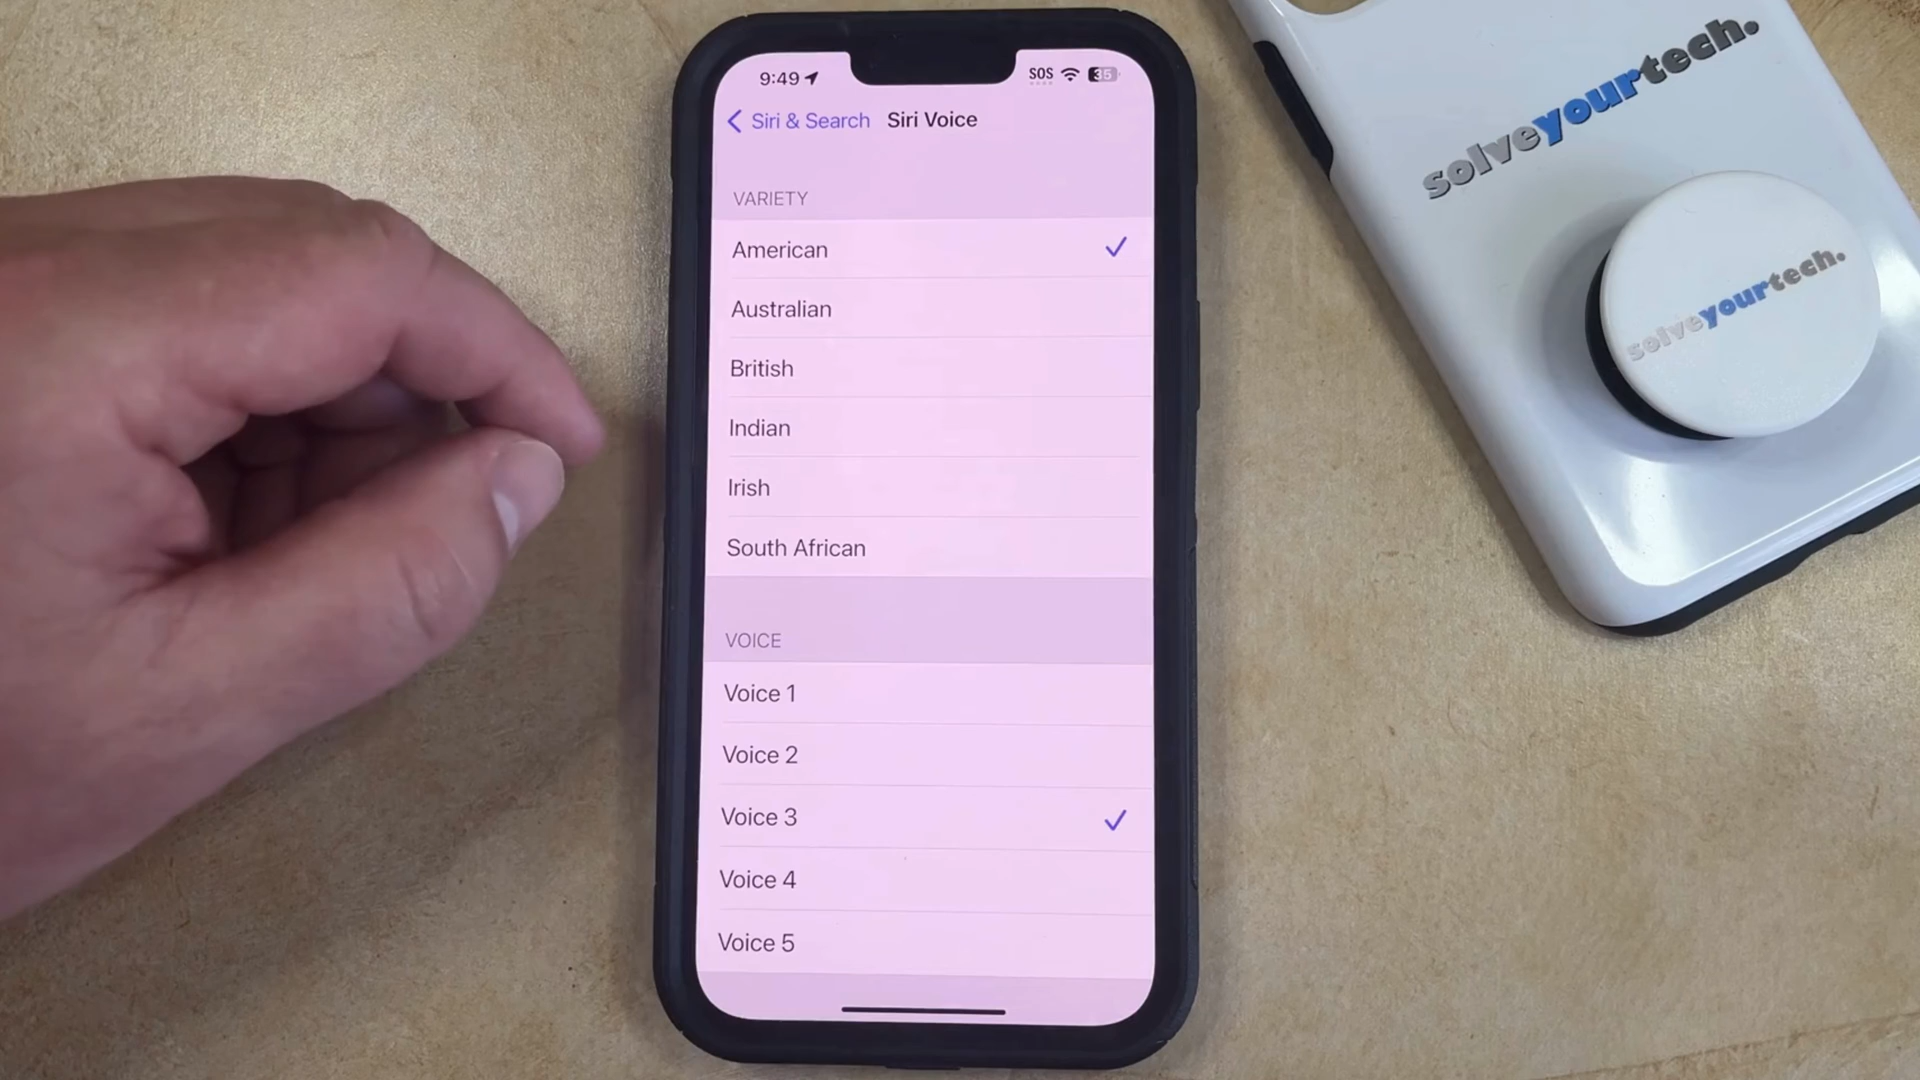 9:49
SOS
35
Siri & Search
Siri Voice
VARIETY
American
Australian
British
Indian
Irish
South African
VOICE
Voice 1
Voice 2
Voice 3
Voice 4
Voice 5
solveyourtech.
solveyourtech.